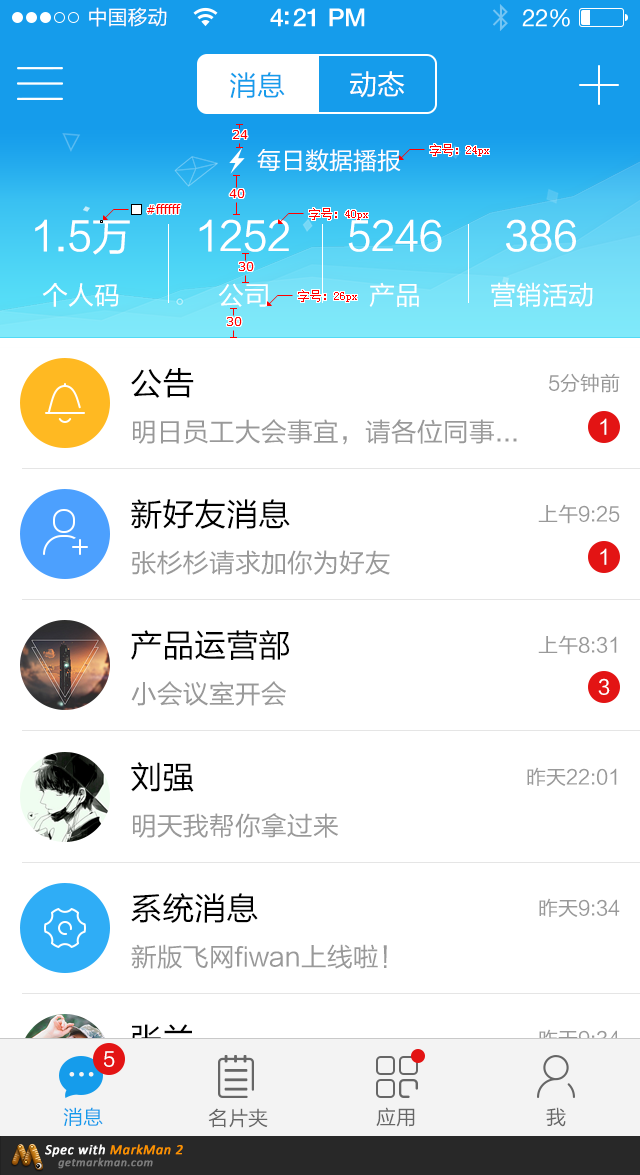 中国移动 4:21 PM 22%
消息 动态
24
每日数据播报 字号：24px
40
#ffffff 字号：40px
1.5万 1252 5246 386
30
个人码 公司 字号：26px 产品 营销活动
30
公告 5分钟前
明日员工大会事宜，请各位同事... 1
新好友消息 上午9:25
张杉杉请求加你为好友 1
产品运营部 上午8:31
小会议室开会 3
刘强 昨天22:01
明天我帮你拿过来
系统消息 昨天9:34
新版飞网fiwan上线啦！
昨天9:34
5
消息 名片夹 应用 我
Spec with MarkMan 2
getmarkman.com